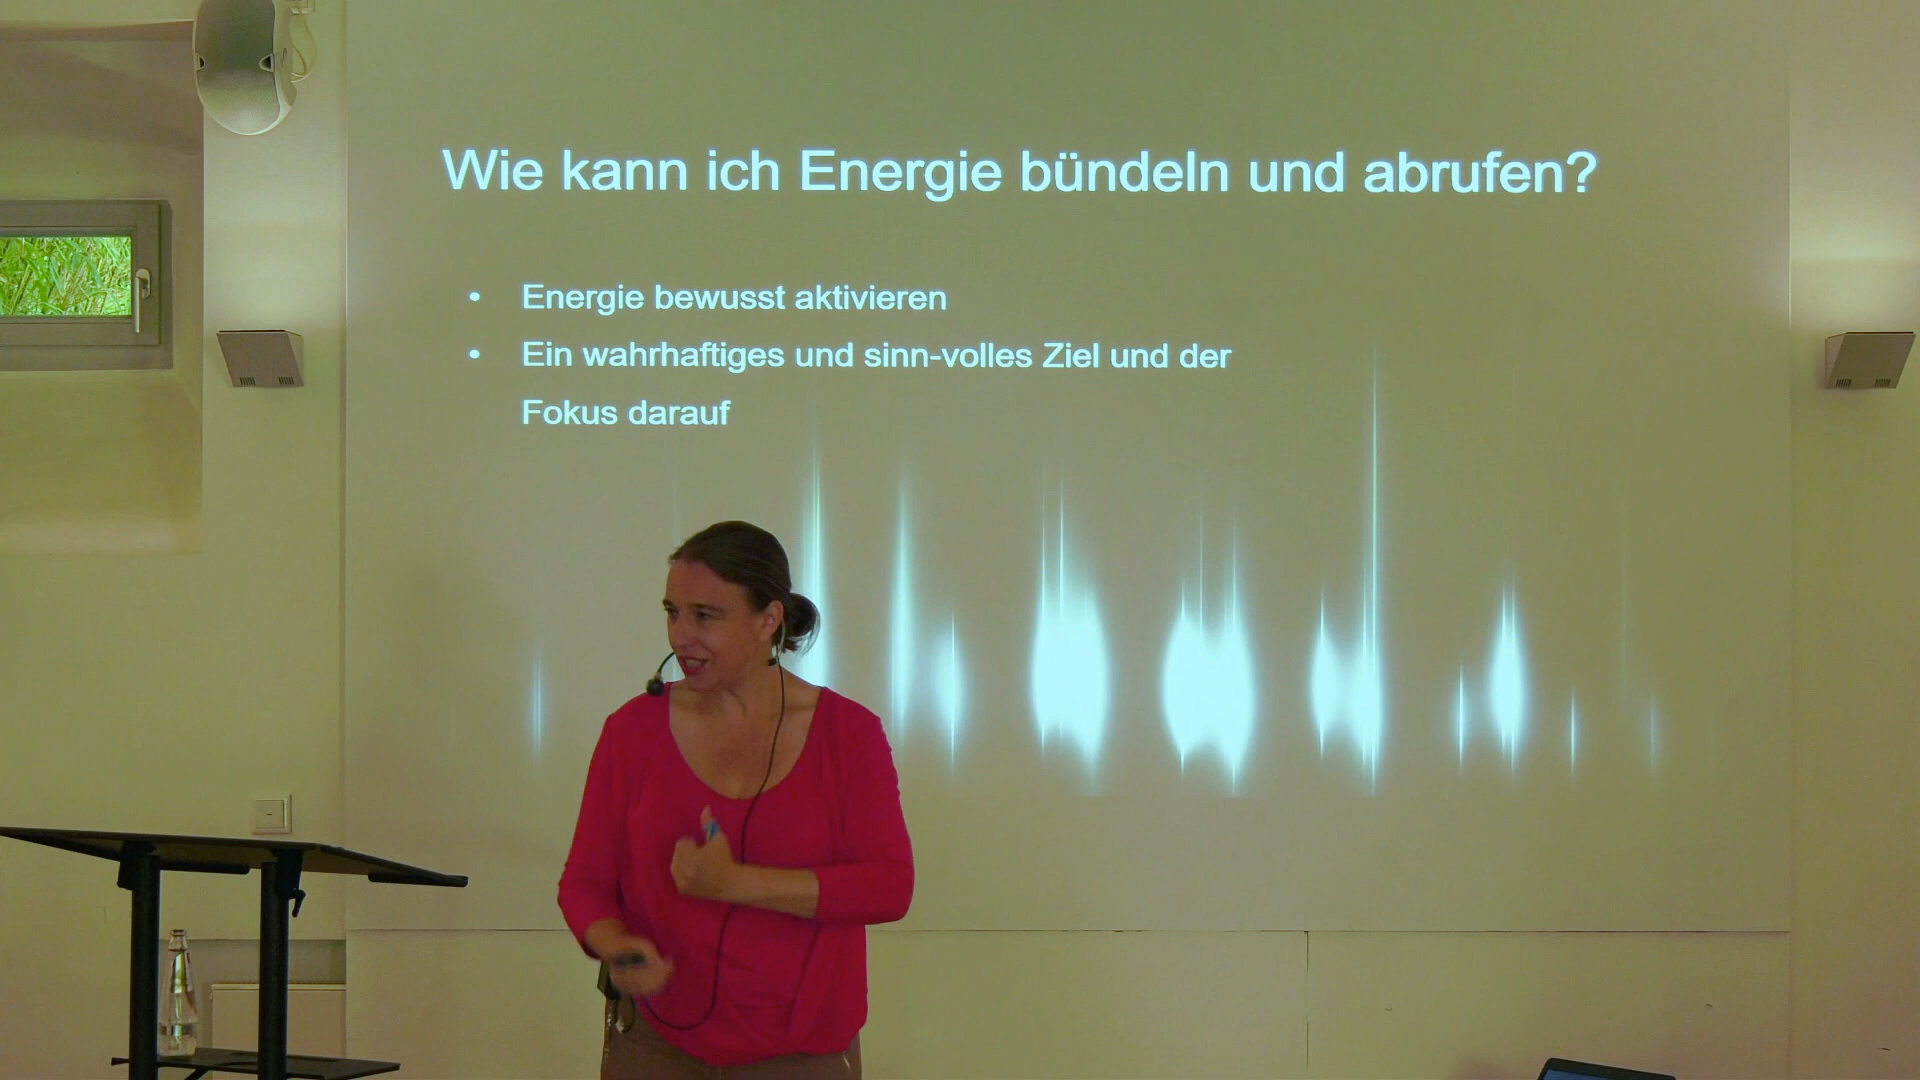 Wie kann ich Energie bündeln und abrufen?
• Energie bewusst aktivieren
• Ein wahrhaftiges und sinn-volles Ziel und der
Fokus darauf